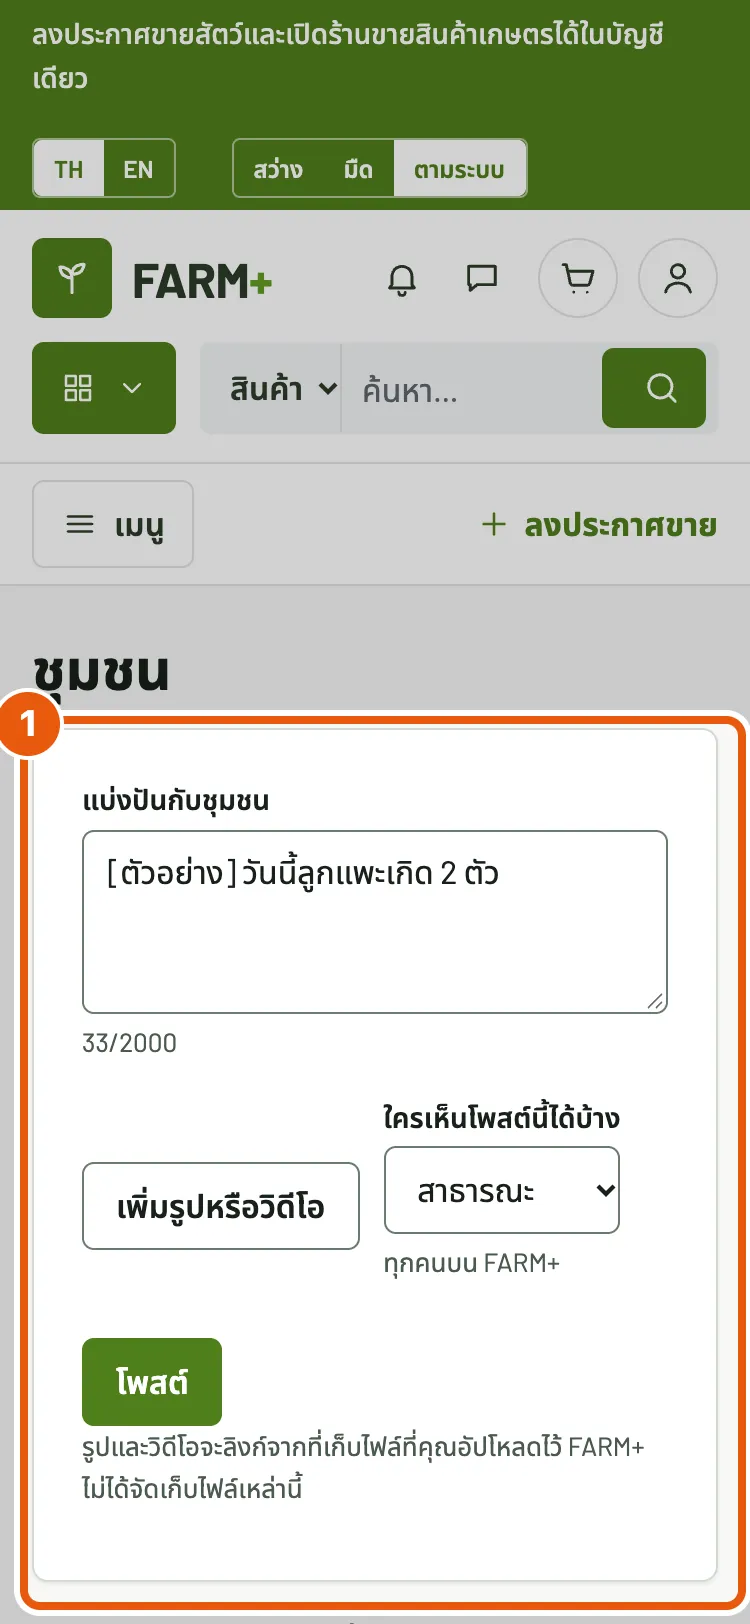 ลงประกาศขายสัตว์และเปิดร้านขายสินค้าเกษตรได้ในบัญชี
เดียว
TH EN สว่าง มืด ตามระบบ
FARM+
สินค้า ค้นหา...
เมนู + ลงประกาศขาย
ชุมชน
1
แบ่งปันกับชุมชน
[ตัวอย่าง] วันนี้ลูกแพะเกิด 2 ตัว
33/2000
ใครเห็นโพสต์นี้ได้บ้าง
เพิ่มรูปหรือวิดีโอ สาธารณะ
ทุกคนบน FARM+
โพสต์
รูปและวิดีโอจะลิงก์จากที่เก็บไฟล์ที่คุณอัปโหลดไว้ FARM+
ไม่ได้จัดเก็บไฟล์เหล่านี้